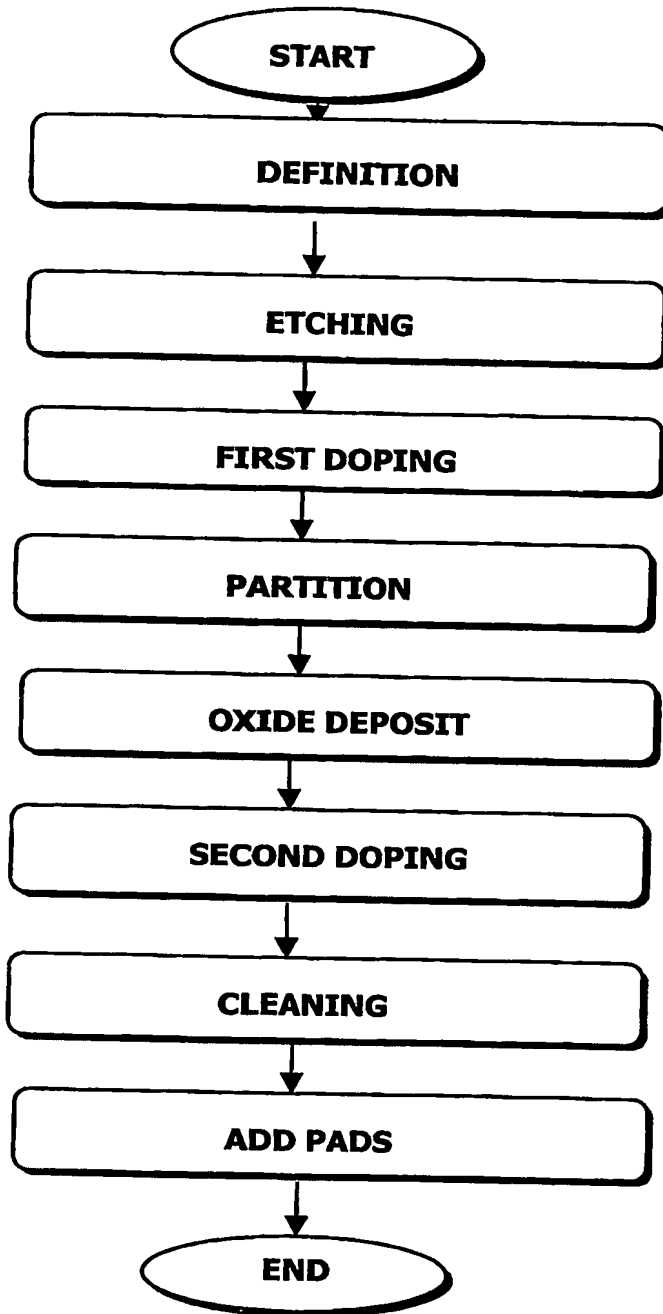 START
DEFINITION
ETCHING
FIRST DOPING
PARTITION
OXIDE DEPOSIT
SECOND DOPING
CLEANING
ADD PADS
END